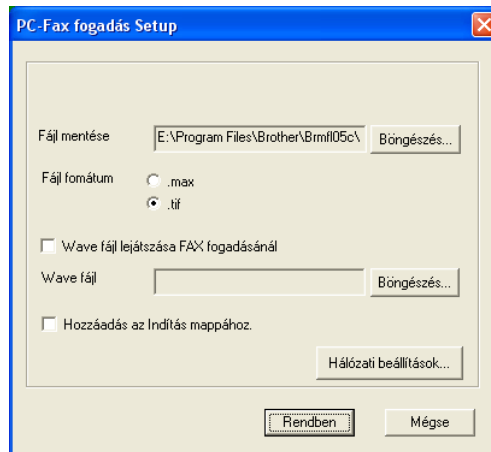 PC-Fax fogadás Setup
Fájl mentése E:\Program Files\Brother\Brmfl05c\ Böngészés...
Fájl fomátum .max
.tif
Wave fájl lejátszása FAX fogadásánál
Wave fájl Böngészés...
Hozzáadás az Indítás mappához.
Hálózati beállítások...
Rendben Mégse